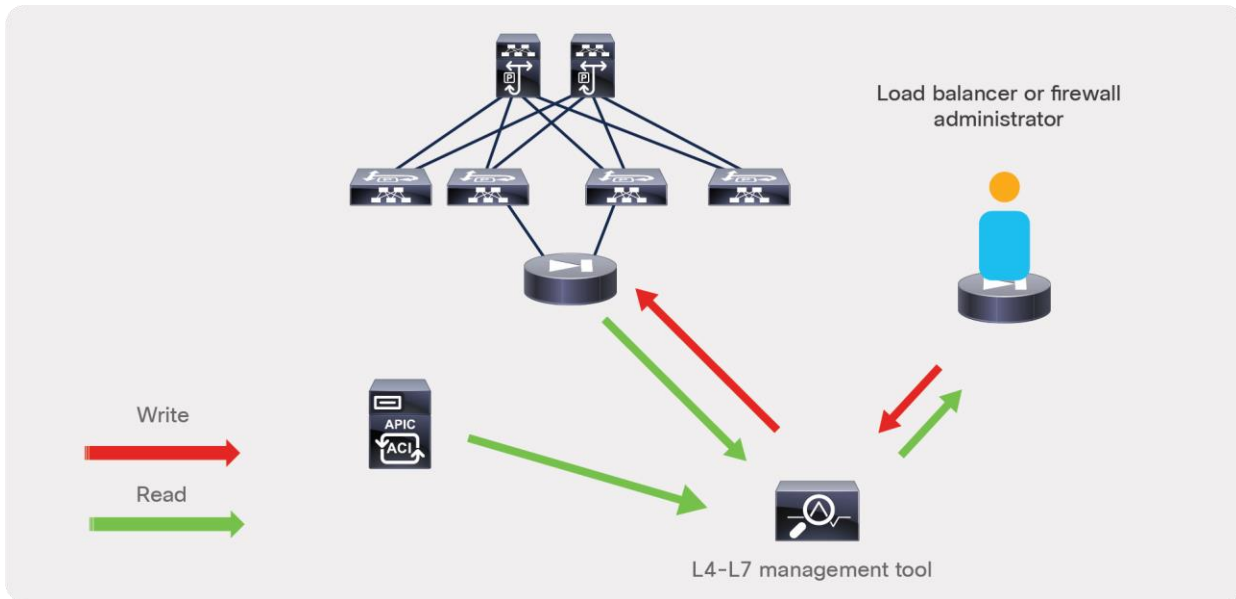 P
P
Load balancer or firewall
administrator
Write
Read
APIC
ACI
L4-L7 management tool